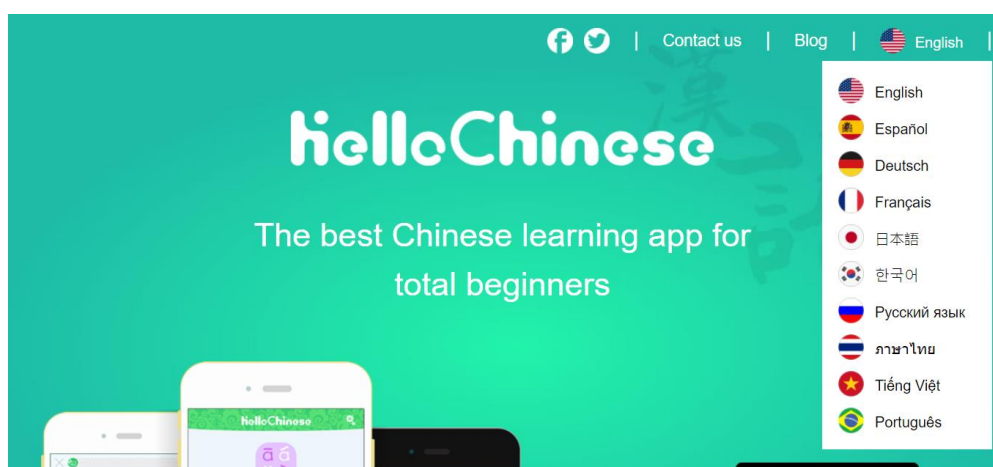 Contact us | Blog | English |
English
Español
Deutsch
Français
日本語
한국어
Русский язык
ภาษาไทย
Tiếng Việt
Português
helloChinese
The best Chinese learning app for
total beginners
helloChinese
ā á